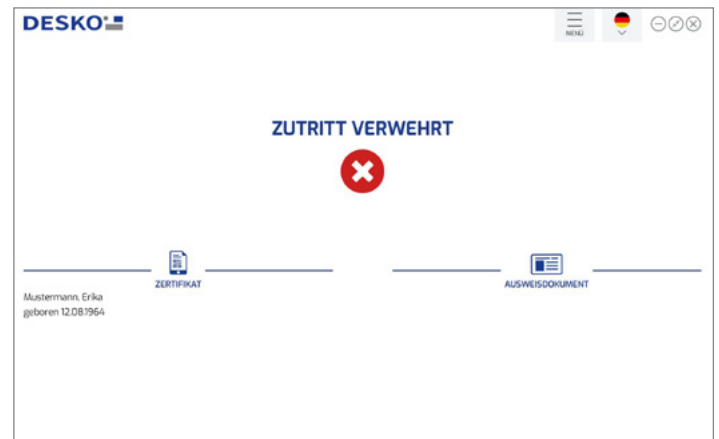 DESKO
MENÜ
ZUTRITT VERWEHRT
ZERTIFIKAT
AUSWEISDOKUMENT
Mustermann, Erika
geboren 12.08.1964